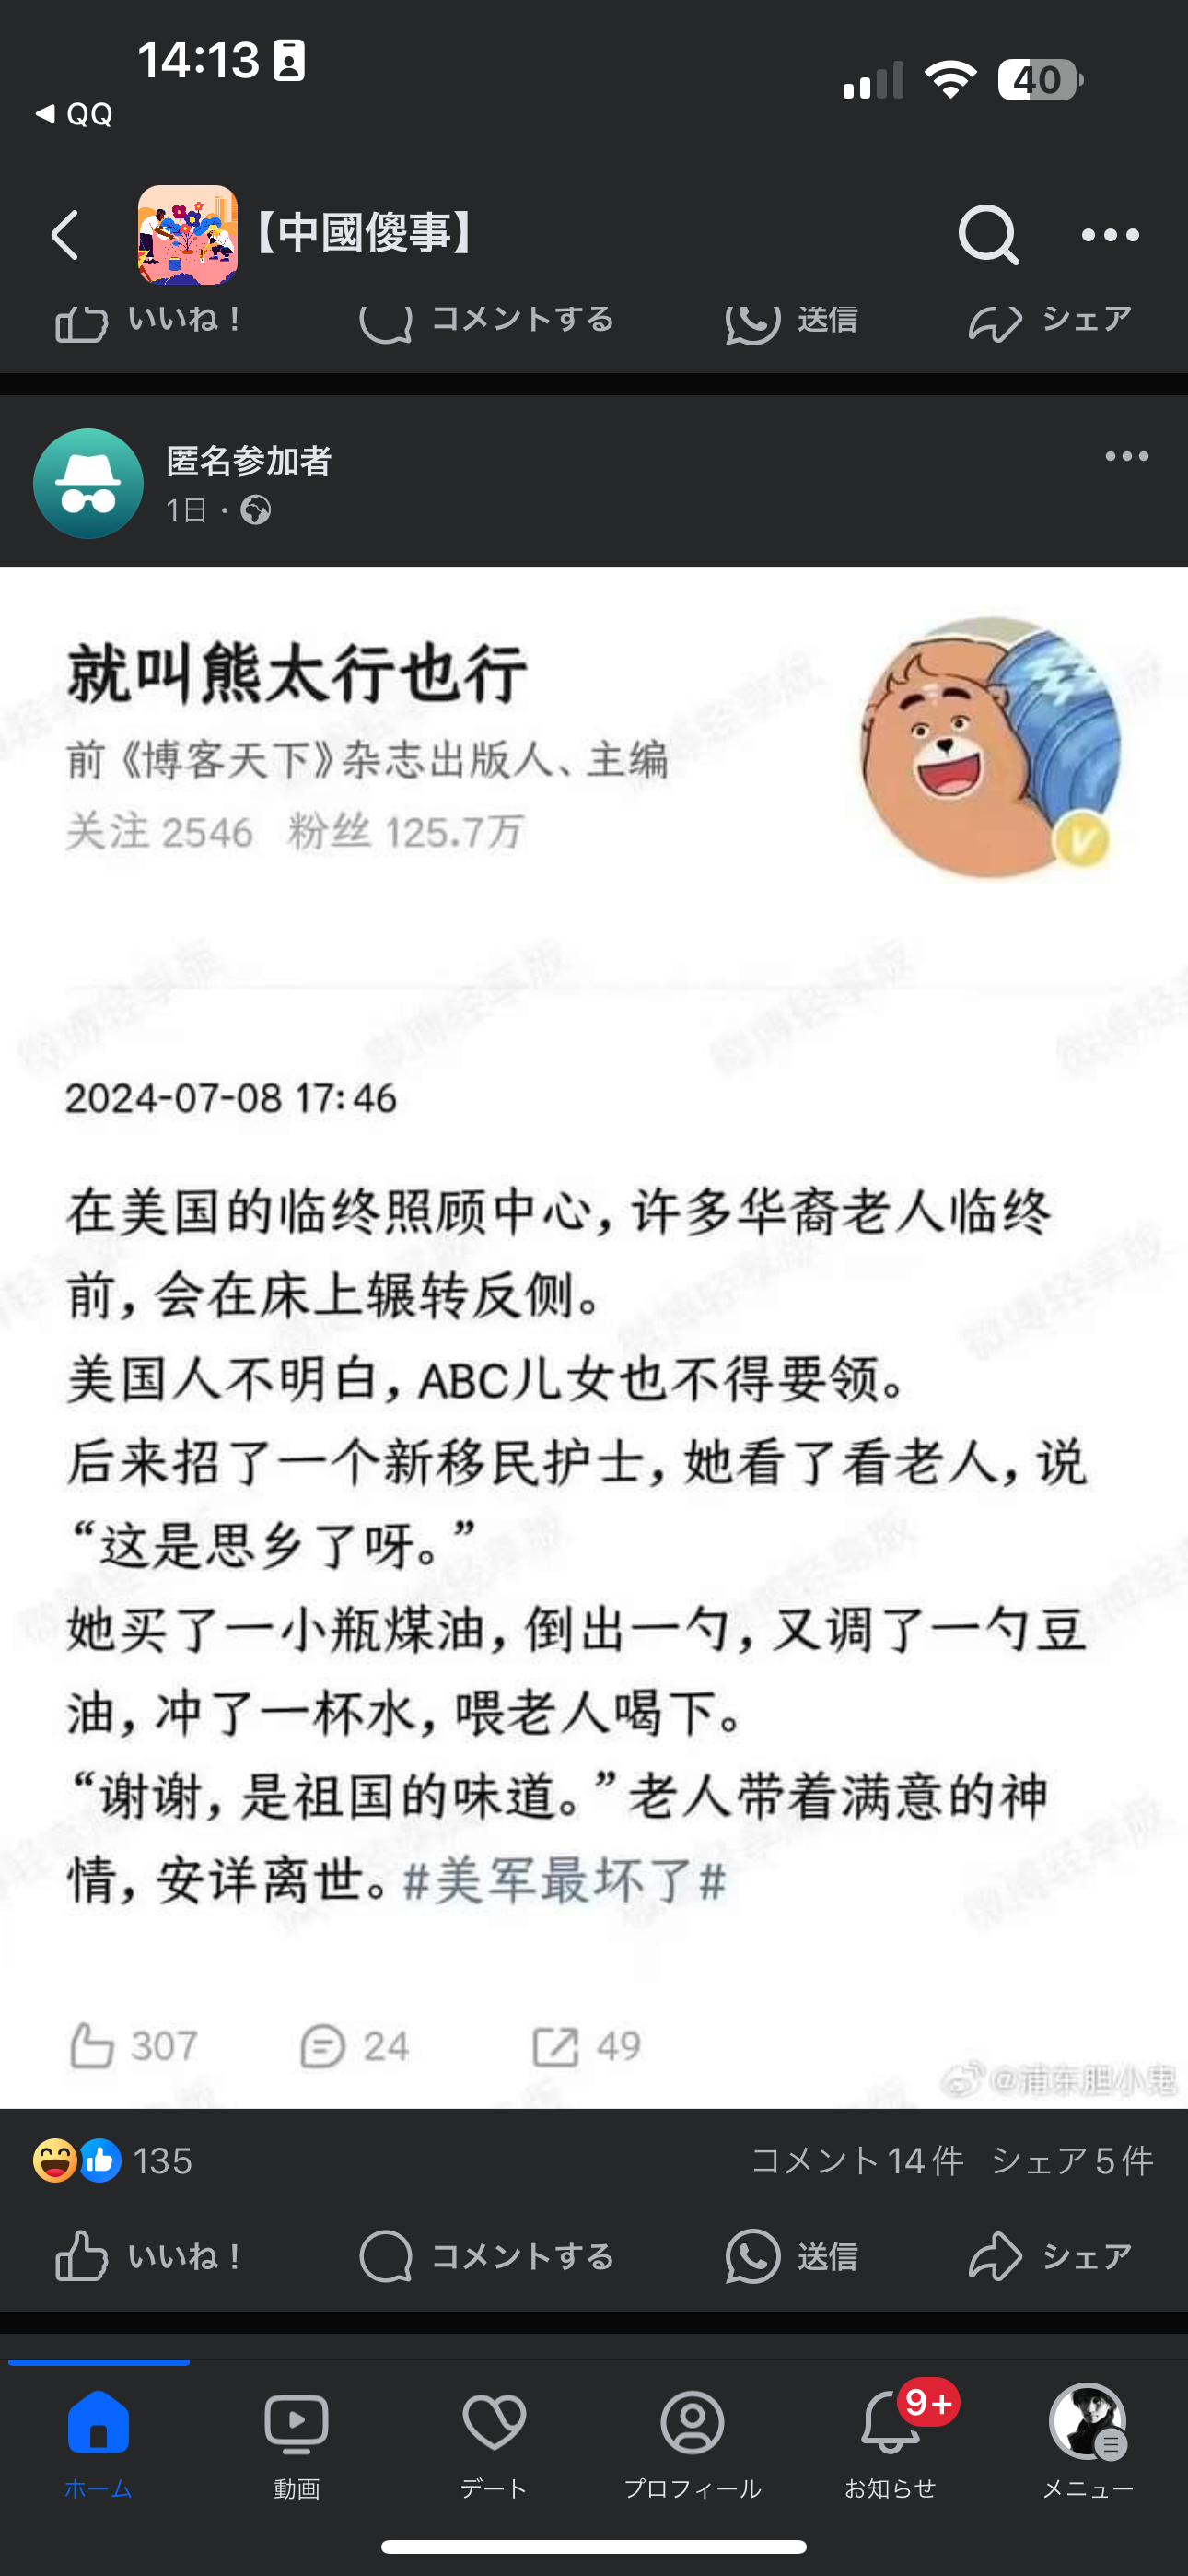 14:13
40
QQ
【中國傻事】
いいね! コメントする 送信 シェア
匿名参加者
1日・
就叫熊太行也行
前《博客天下》杂志出版人、主编
关注 2546 粉丝 125.7万
2024-07-08 17:46
在美国的临终照顾中心,许多华裔老人临终
前,会在床上辗转反侧。
美国人不明白,ABC儿女也不得要领。
后来招了一个新移民护士,她看了看老人,说
“这是思乡了呀。”
她买了一小瓶煤油,倒出一勺,又调了一勺豆
油,冲了一杯水,喂老人喝下。
“谢谢,是祖国的味道。”老人带着满意的神
情,安详离世。#美军最坏了#
307 24 49
@浦东胆小鬼
135 コメント14件 シェア5件
いいね! コメントする 送信 シェア
9+
ホーム 動画 デート プロフィール お知らせ メニュー
微博轻享版